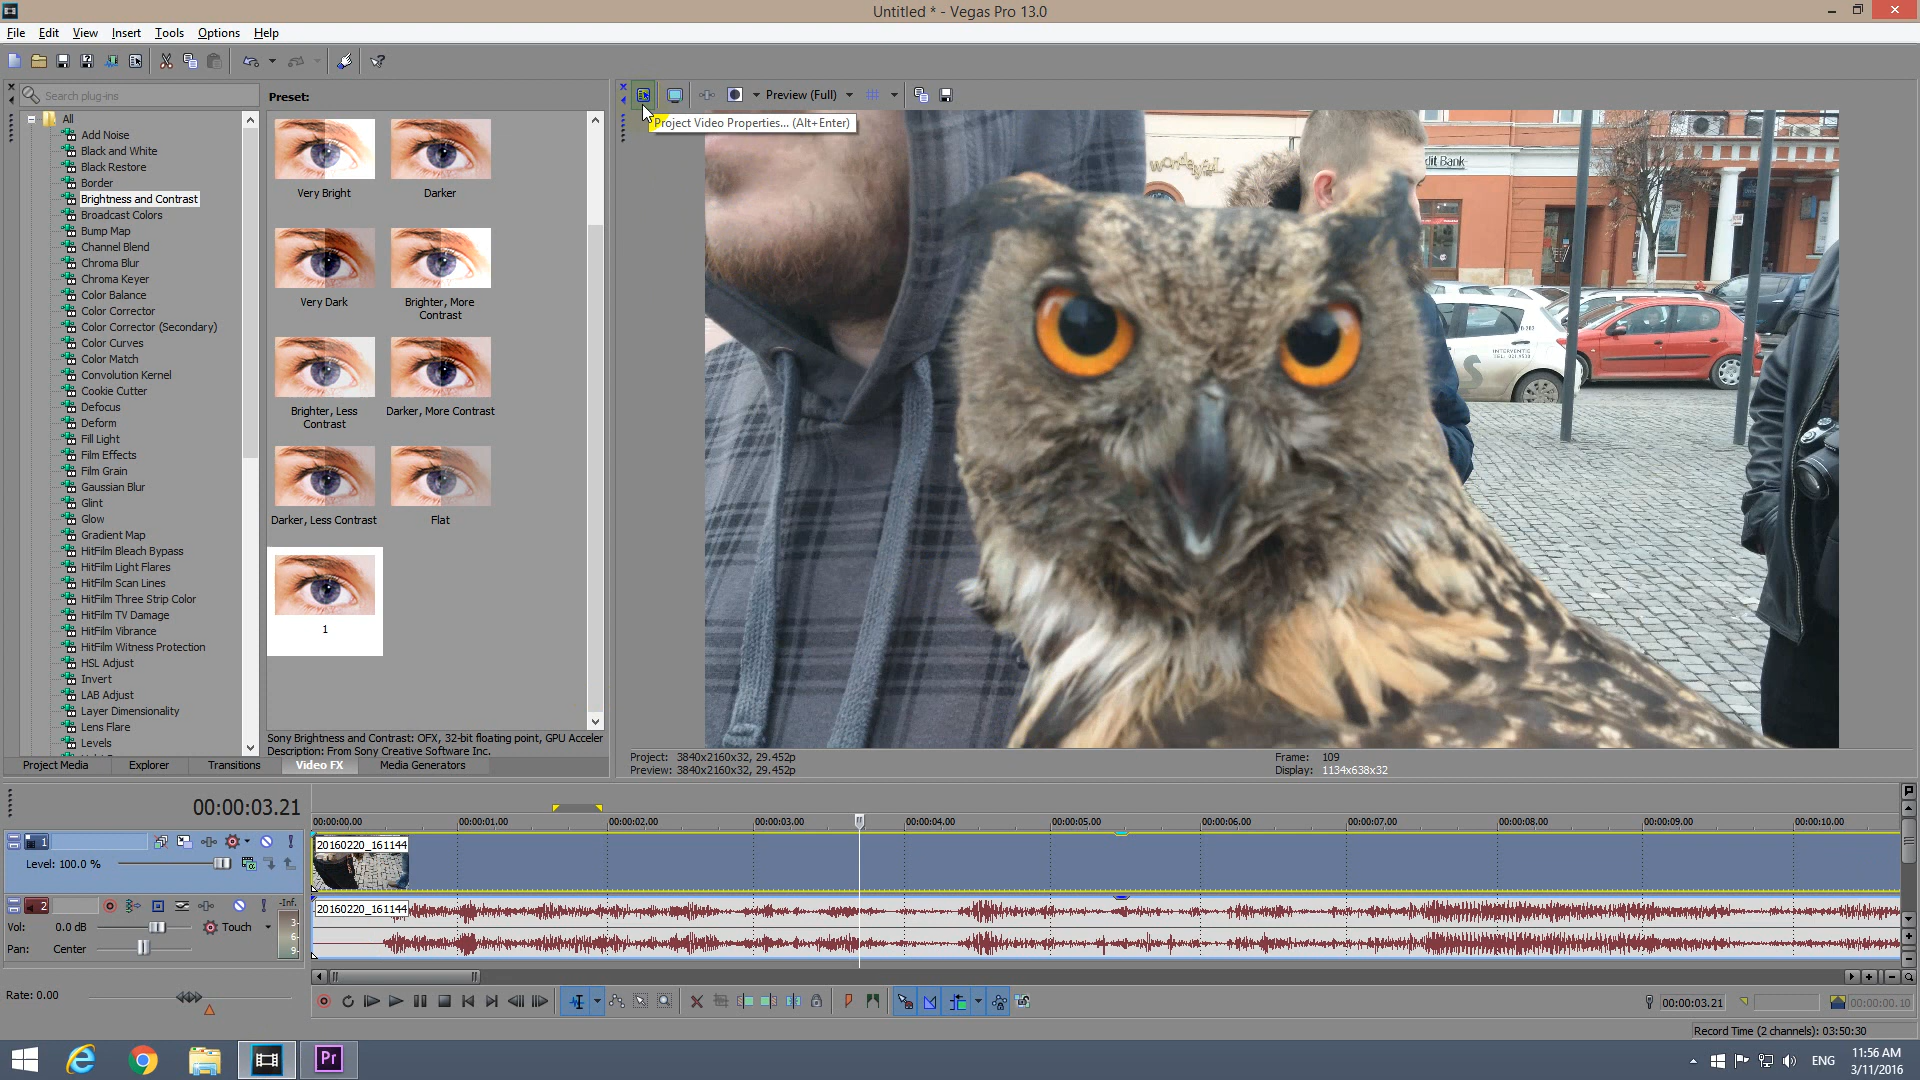 Untitled * - Vegas Pro 13.0
File Edit View Insert Tools Options Help
Search plug-ins
All
Add Noise
Black and White
Black Restore
Border
Brightness and Contrast
Broadcast Colors
Bump Map
Channel Blend
Chroma Blur
Chroma Keyer
Color Balance
Color Corrector
Color Corrector (Secondary)
Color Curves
Color Match
Convolution Kernel
Cookie Cutter
Defocus
Deform
Fill Light
Film Effects
Film Grain
Gaussian Blur
Glint
Glow
Gradient Map
HitFilm Bleach Bypass
HitFilm Light Flares
HitFilm Scan Lines
HitFilm Three Strip Color
HitFilm TV Damage
HitFilm Vibrance
HitFilm Witness Protection
HSL Adjust
Invert
LAB Adjust
Layer Dimensionality
Lens Flare
Levels
Preset:
Very Bright
Darker
Very Dark
Brighter, More Contrast
Brighter, Less Contrast
Darker, More Contrast
Darker, Less Contrast
Flat
1
Sony Brightness and Contrast: OFX, 32-bit floating point, GPU Acceler
Description: From Sony Creative Software Inc.
Project Media Explorer Transitions Video FX Media Generators
Preview (Full)
Project Video Properties... (Alt+Enter)
dit Bank
INTERVENTIE
Project: 3840x2160x32, 29.452p
Preview: 3840x2160x32, 29.452p
Frame: 109
Display: 1134x638x32
00:00:03.21
00:00:00.00 00:00:01.00 00:00:02.00 00:00:03.00 00:00:04.00 00:00:05.00 00:00:06.00 00:00:07.00 00:00:08.00 00:00:09.00 00:00:10.00
1
Level: 100.0 %
20160220_161144
2
-Inf.
3
6
9
Vol: 0.0 dB Touch
Pan: Center
20160220_161144
Rate: 0.00
00:00:03.21
00:00:00.10
Record Time (2 channels): 03:50:30
Pr
ENG
11:56 AM
3/11/2016